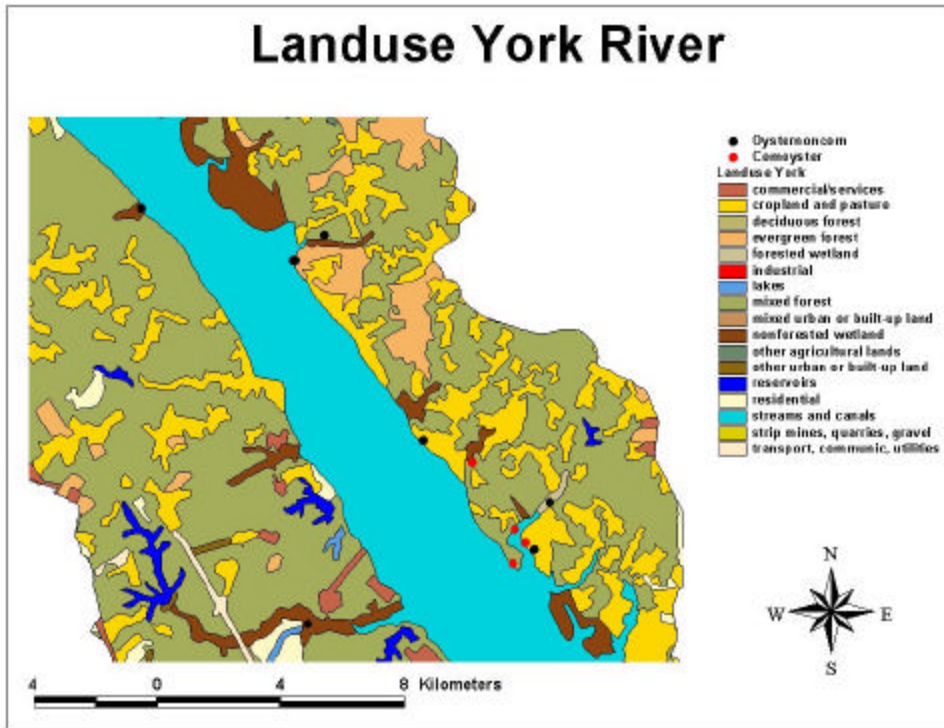 Landuse York River
Oysternoncom
Comoyster
Landuse York
commercial/services
cropland and pasture
deciduous forest
evergreen forest
forested wetland
industrial
lakes
mixed forest
mixed urban or built-up land
nonforested wetland
other agricultural lands
other urban or built-up land
reservoirs
residential
streams and canals
strip mines, quarries, gravel
transport, communic, utilities
N
W E
S
4 0 4 8 Kilometers